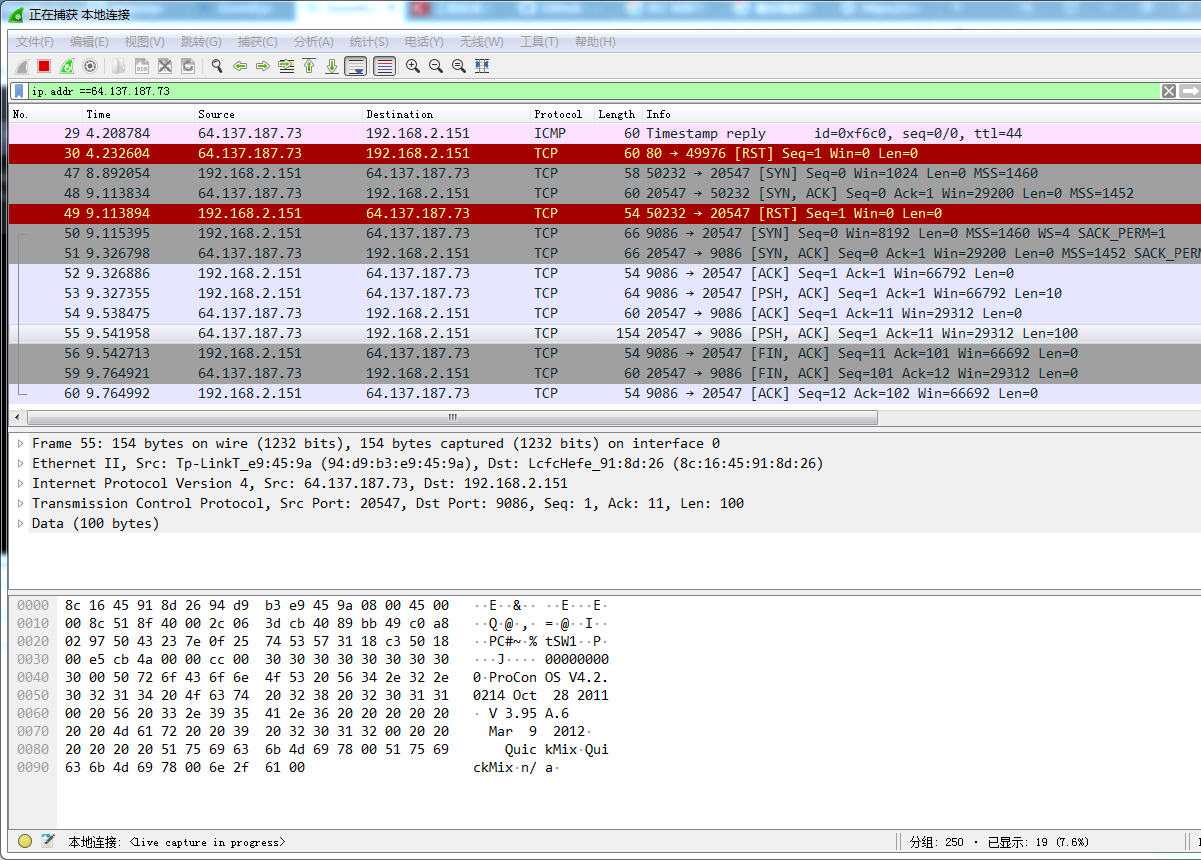 正在捕获 本地连接
文件(F) 编辑(E) 视图(V) 跳转(G) 捕获(C) 分析(A) 统计(S) 电话(Y) 无线(W) 工具(T) 帮助(H)
ip.addr ==64.137.187.73
No. Time Source Destination Protocol Length Info
29 4.208784 64.137.187.73 192.168.2.151 ICMP 60 Timestamp reply id=0xf6c0, seq=0/0, ttl=44
30 4.232604 64.137.187.73 192.168.2.151 TCP 60 80 → 49976 [RST] Seq=1 Win=0 Len=0
47 8.892054 192.168.2.151 64.137.187.73 TCP 58 50232 → 20547 [SYN] Seq=0 Win=1024 Len=0 MSS=1460
48 9.113834 64.137.187.73 192.168.2.151 TCP 60 20547 → 50232 [SYN, ACK] Seq=0 Ack=1 Win=29200 Len=0 MSS=1452
49 9.113894 192.168.2.151 64.137.187.73 TCP 54 50232 → 20547 [RST] Seq=1 Win=0 Len=0
50 9.115395 192.168.2.151 64.137.187.73 TCP 66 9086 → 20547 [SYN] Seq=0 Win=8192 Len=0 MSS=1460 WS=4 SACK_PERM=1
51 9.326798 64.137.187.73 192.168.2.151 TCP 66 20547 → 9086 [SYN, ACK] Seq=0 Ack=1 Win=29200 Len=0 MSS=1452 SACK_PER
52 9.326886 192.168.2.151 64.137.187.73 TCP 54 9086 → 20547 [ACK] Seq=1 Ack=1 Win=66792 Len=0
53 9.327355 192.168.2.151 64.137.187.73 TCP 64 9086 → 20547 [PSH, ACK] Seq=1 Ack=1 Win=66792 Len=10
54 9.538475 64.137.187.73 192.168.2.151 TCP 60 20547 → 9086 [ACK] Seq=1 Ack=11 Win=29312 Len=0
55 9.541958 64.137.187.73 192.168.2.151 TCP 154 20547 → 9086 [PSH, ACK] Seq=1 Ack=11 Win=29312 Len=100
56 9.542713 192.168.2.151 64.137.187.73 TCP 54 9086 → 20547 [FIN, ACK] Seq=11 Ack=101 Win=66692 Len=0
59 9.764921 64.137.187.73 192.168.2.151 TCP 60 20547 → 9086 [FIN, ACK] Seq=101 Ack=12 Win=29312 Len=0
60 9.764992 192.168.2.151 64.137.187.73 TCP 54 9086 → 20547 [ACK] Seq=12 Ack=102 Win=66692 Len=0
Frame 55: 154 bytes on wire (1232 bits), 154 bytes captured (1232 bits) on interface 0
Ethernet II, Src: Tp-LinkT_e9:45:9a (94:d9:b3:e9:45:9a), Dst: LcfcHefe_91:8d:26 (8c:16:45:91:8d:26)
Internet Protocol Version 4, Src: 64.137.187.73, Dst: 192.168.2.151
Transmission Control Protocol, Src Port: 20547, Dst Port: 9086, Seq: 1, Ack: 11, Len: 100
Data (100 bytes)
0000 8c 16 45 91 8d 26 94 d9 b3 e9 45 9a 08 00 45 00 ··E··&·· ··E···E·
0010 00 8c 51 8f 40 00 2c 06 3d cb 40 89 bb 49 c0 a8 ··Q·@·,· =·@··I··
0020 02 97 50 43 23 7e 0f 25 74 53 57 31 18 c3 50 18 ··PC#~·% tSW1··P·
0030 00 e5 cb 4a 00 00 cc 00 30 30 30 30 30 30 30 30 ···J···· 00000000
0040 30 00 50 72 6f 43 6f 6e 4f 53 20 56 34 2e 32 2e 0·ProCon OS V4.2.
0050 30 32 31 34 20 4f 63 74 20 32 38 20 32 30 31 31 0214 Oct 28 2011
0060 00 20 56 20 33 2e 39 35 41 2e 36 20 20 20 20 20 · V 3.95 A.6
0070 20 20 4d 61 72 20 20 39 20 32 30 31 32 00 20 20 Mar 9 2012·
0080 20 20 20 20 51 75 69 63 6b 4d 69 78 00 51 75 69 Quic kMix·Qui
0090 63 6b 4d 69 78 00 6e 2f 61 00 ckMix·n/ a·
本地连接: <live capture in progress> 分组: 250 · 已显示: 19 (7.6%)